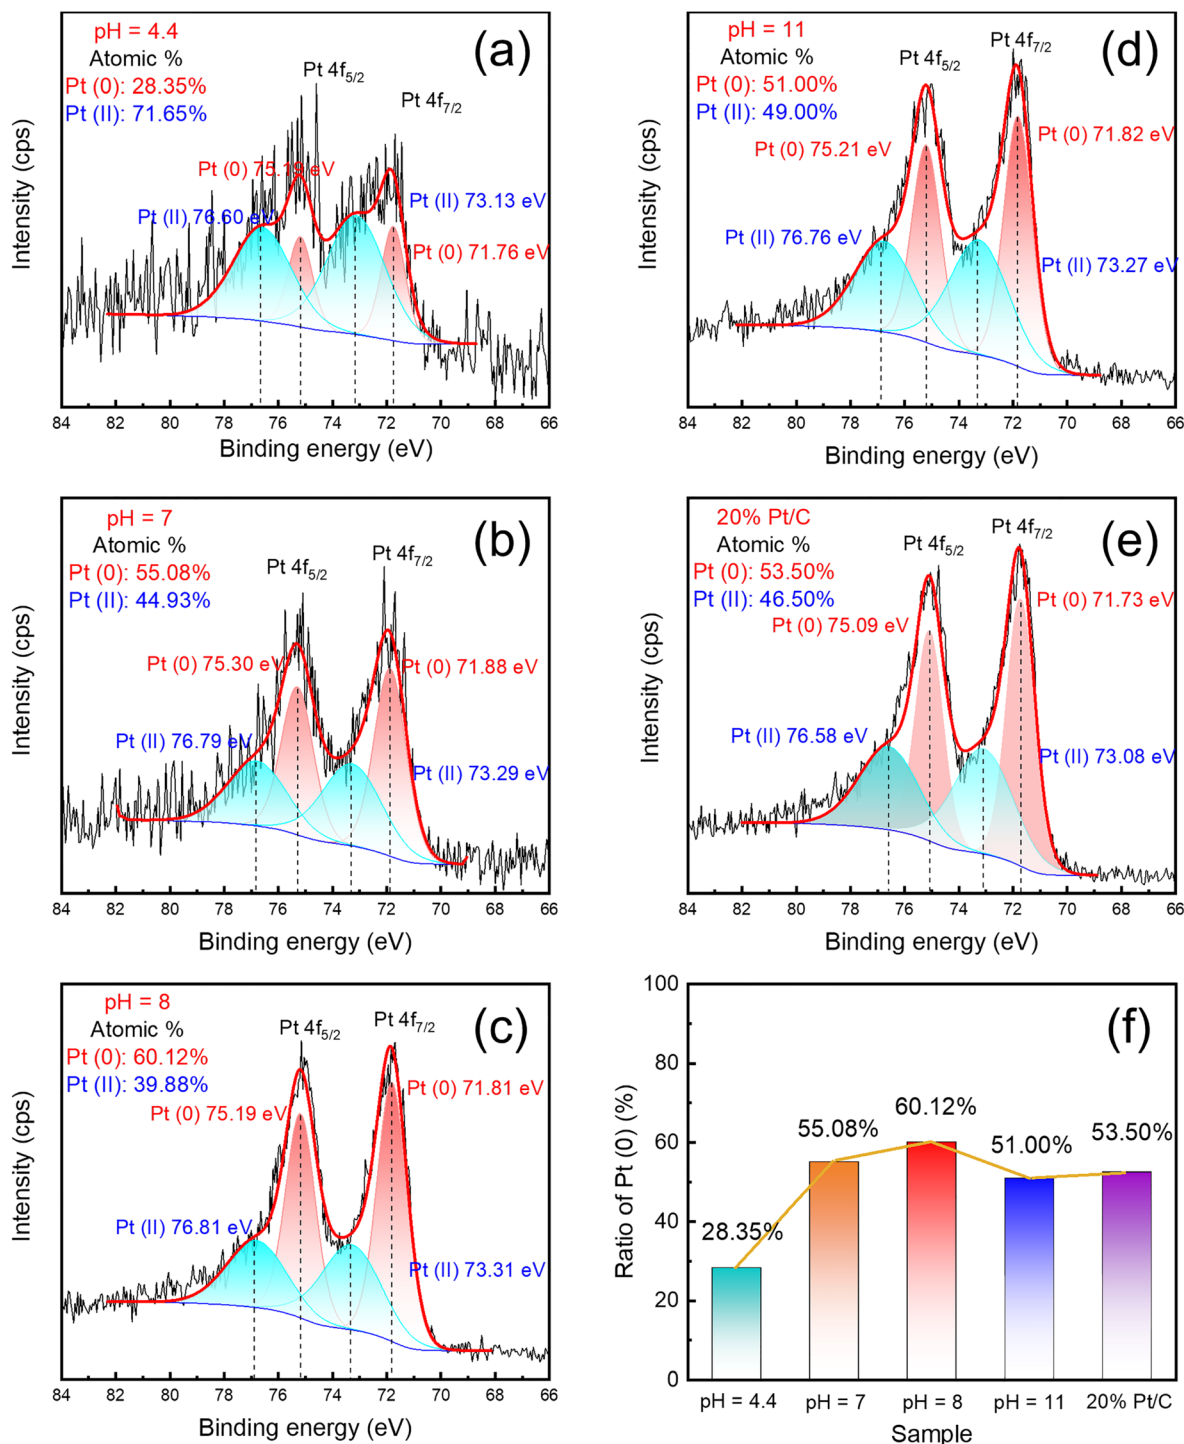 pH = 4.4
Atomic %
Pt (0): 28.35%
Pt (II): 71.65%
(a)
Pt 4f5/2
Pt 4f7/2
Pt (0) 75.19 eV
Pt (II) 76.60 eV
Pt (II) 73.13 eV
Pt (0) 71.76 eV
Intensity (cps)
84 82 80 78 76 74 72 70 68 66
Binding energy (eV)
pH = 11
Atomic %
Pt (0): 51.00%
Pt (II): 49.00%
(d)
Pt 4f5/2
Pt 4f7/2
Pt (0) 75.21 eV
Pt (0) 71.82 eV
Pt (II) 76.76 eV
Pt (II) 73.27 eV
Intensity (cps)
84 82 80 78 76 74 72 70 68 66
Binding energy (eV)
pH = 7
Atomic %
Pt (0): 55.08%
Pt (II): 44.93%
(b)
Pt 4f5/2
Pt 4f7/2
Pt (0) 75.30 eV
Pt (0) 71.88 eV
Pt (II) 76.79 eV
Pt (II) 73.29 eV
Intensity (cps)
84 82 80 78 76 74 72 70 68 66
Binding energy (eV)
20% Pt/C
Atomic %
Pt (0): 53.50%
Pt (II): 46.50%
(e)
Pt 4f5/2
Pt 4f7/2
Pt (0) 75.09 eV
Pt (0) 71.73 eV
Pt (II) 76.58 eV
Pt (II) 73.08 eV
Intensity (cps)
84 82 80 78 76 74 72 70 68 66
Binding energy (eV)
pH = 8
Atomic %
Pt (0): 60.12%
Pt (II): 39.88%
(c)
Pt 4f5/2
Pt 4f7/2
Pt (0) 75.19 eV
Pt (0) 71.81 eV
Pt (II) 76.81 eV
Pt (II) 73.31 eV
Intensity (cps)
84 82 80 78 76 74 72 70 68 66
Binding energy (eV)
(f)
100
80
60
40
20
0
Ratio of Pt (0) (%)
28.35%
55.08%
60.12%
51.00%
53.50%
pH = 4.4 pH = 7 pH = 8 pH = 11 20% Pt/C
Sample